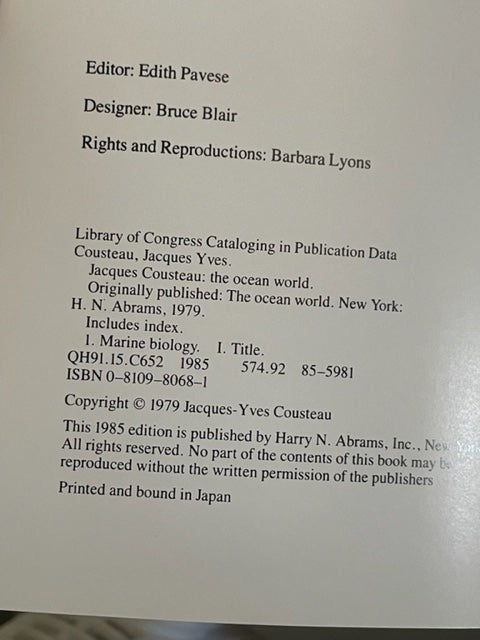 Editor: Edith Pavese
Designer: Bruce Blair
Rights and Reproductions: Barbara Lyons
Library of Congress Cataloging in Publication Data
Cousteau, Jacques Yves.
Jacques Cousteau: the ocean world.
Originally published: The ocean world. New York:
H. N. Abrams, 1979.
Includes index.
1. Marine biology. I. Title.
QH91.15.C652 1985 574.92 85-5981
ISBN 0–8109–8068–1
Copyright © 1979 Jacques-Yves Cousteau
This 1985 edition is published by Harry N. Abrams, Inc., New York
All rights reserved. No part of the contents of this book may be
reproduced without the written permission of the publishers
Printed and bound in Japan